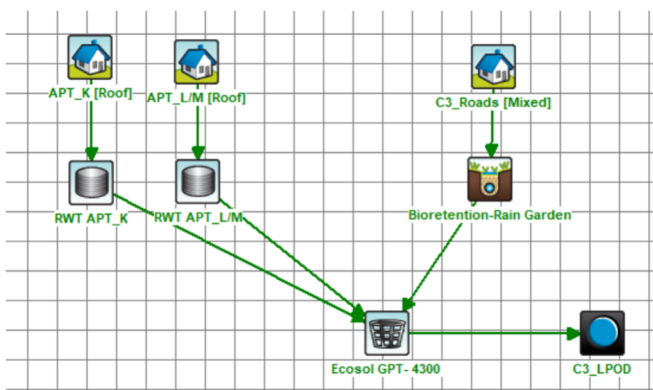 APT_K [Roof]
APT_L/M [Roof]
C3_Roads [Mixed]
RWT APT_K
RWT APT_L/M
Bioretention-Rain Garden
Ecosol GPT- 4300
C3_LPOD